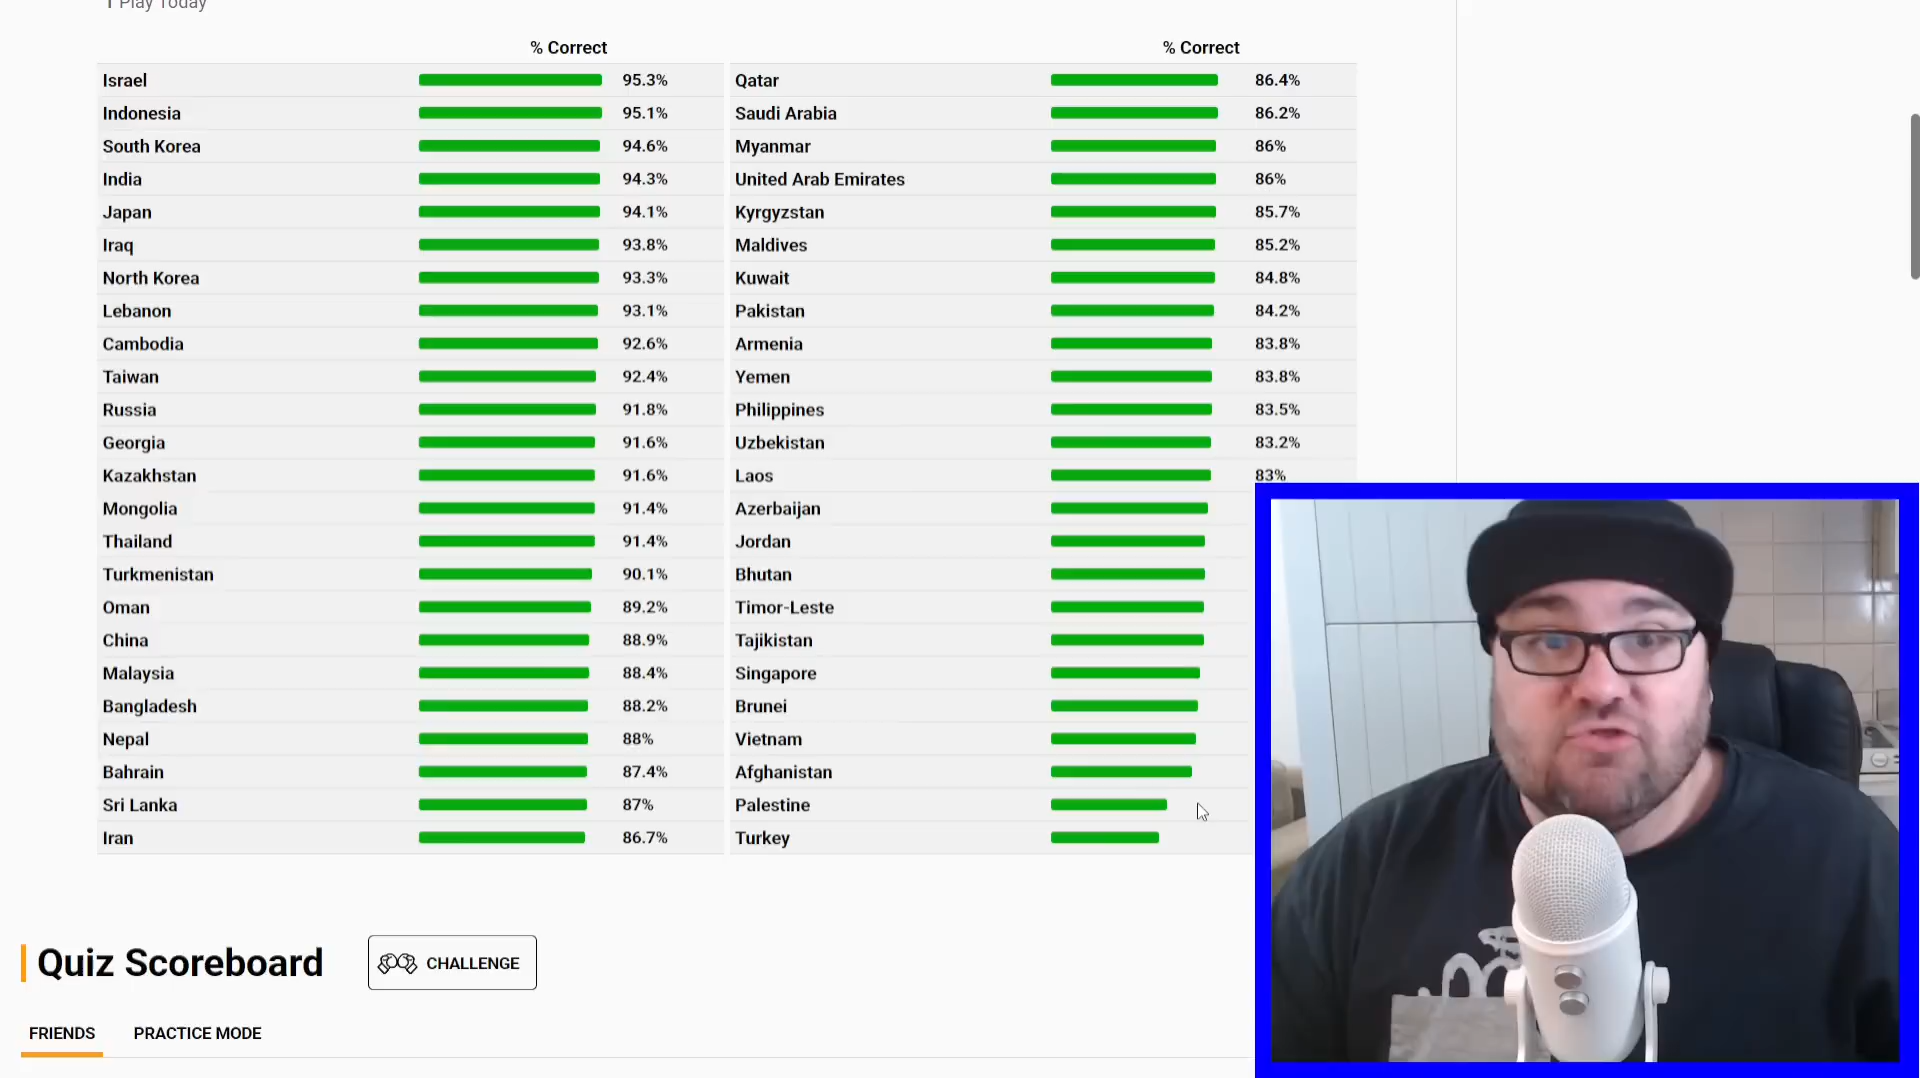 1 Play Today
% Correct % Correct
Israel 95.3% Qatar 86.4%
Indonesia 95.1% Saudi Arabia 86.2%
South Korea 94.6% Myanmar 86%
India 94.3% United Arab Emirates 86%
Japan 94.1% Kyrgyzstan 85.7%
Iraq 93.8% Maldives 85.2%
North Korea 93.3% Kuwait 84.8%
Lebanon 93.1% Pakistan 84.2%
Cambodia 92.6% Armenia 83.8%
Taiwan 92.4% Yemen 83.8%
Russia 91.8% Philippines 83.5%
Georgia 91.6% Uzbekistan 83.2%
Kazakhstan 91.6% Laos 83%
Mongolia 91.4% Azerbaijan
Thailand 91.4% Jordan
Turkmenistan 90.1% Bhutan
Oman 89.2% Timor-Leste
China 88.9% Tajikistan
Malaysia 88.4% Singapore
Bangladesh 88.2% Brunei
Nepal 88% Vietnam
Bahrain 87.4% Afghanistan
Sri Lanka 87% Palestine
Iran 86.7% Turkey
Quiz Scoreboard CHALLENGE
FRIENDS PRACTICE MODE